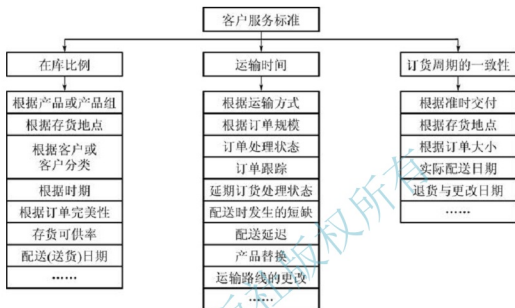 客户服务标准
在库比例
运输时间
订货周期的一致性
根据产品或产品组
根据存货地点
根据客户或
客户分类
根据时期
根据订单完美性
存货可供率
配送(送货)日期
……
根据运输方式
根据订单规模
订单处理状态
订单跟踪
延期订货处理状态
配送时发生的短缺
配送延迟
产品替换
运输路线的更改
……
根据准时交付
根据存货地点
根据订单大小
实际配送日期
退货与更改日期
……
社版权所有